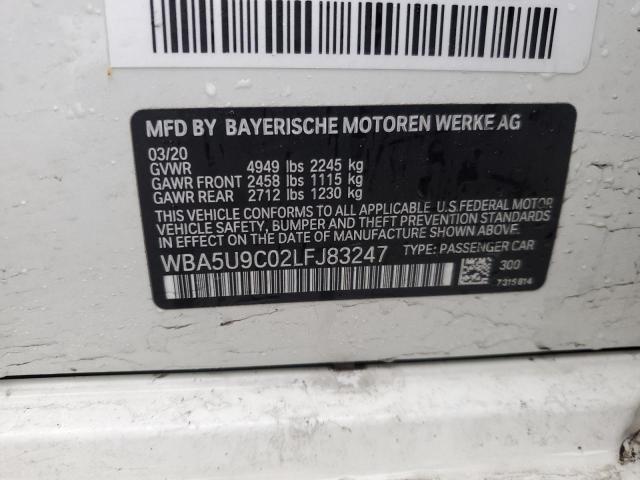 MFD BY BAYERISCHE MOTOREN WERKE AG
03/20
GVWR 4949 lbs 2245 kg
GAWR FRONT 2458 lbs 1115 kg
GAWR REAR 2712 lbs 1230 kg
THIS VEHICLE CONFORMS TO ALL APPLICABLE U.S.FEDERAL MOTOR
VEHICLE SAFETY, BUMPER, AND THEFT PREVENTION STANDARDS
IN EFFECT ON THE DATE OF MANUFACTURE SHOWN ABOVE.
WBA5U9C02LFJ83247 TYPE: PASSENGER CAR
300
7315814